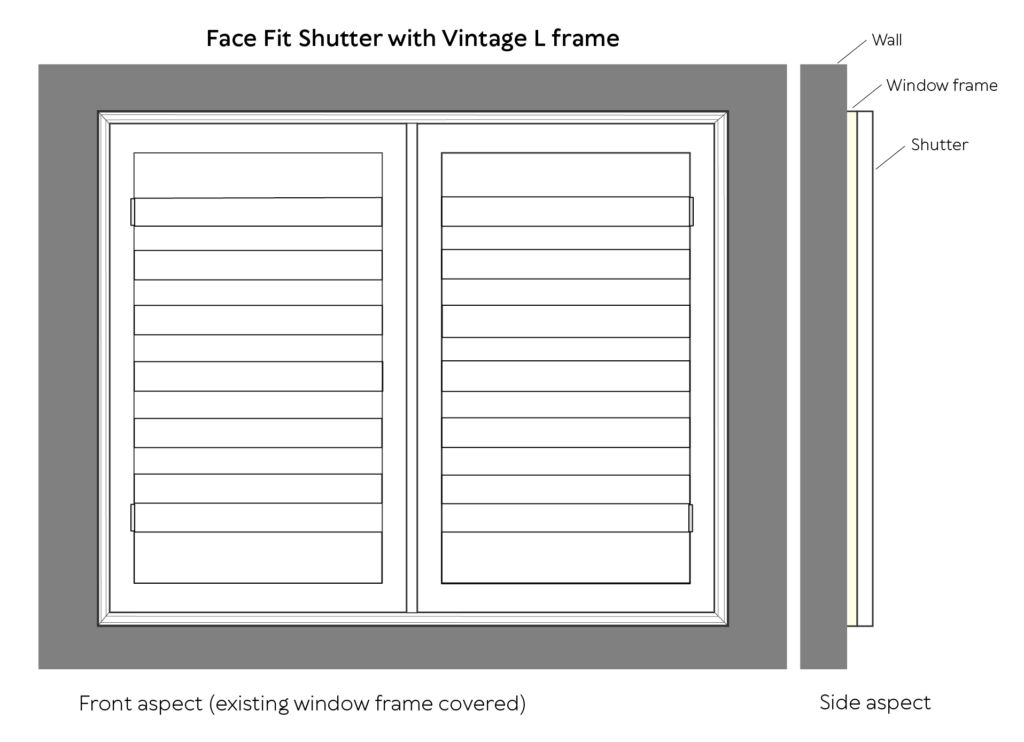 Face Fit Shutter with Vintage L frame
Wall
Window frame
Shutter
Front aspect (existing window frame covered)
Side aspect